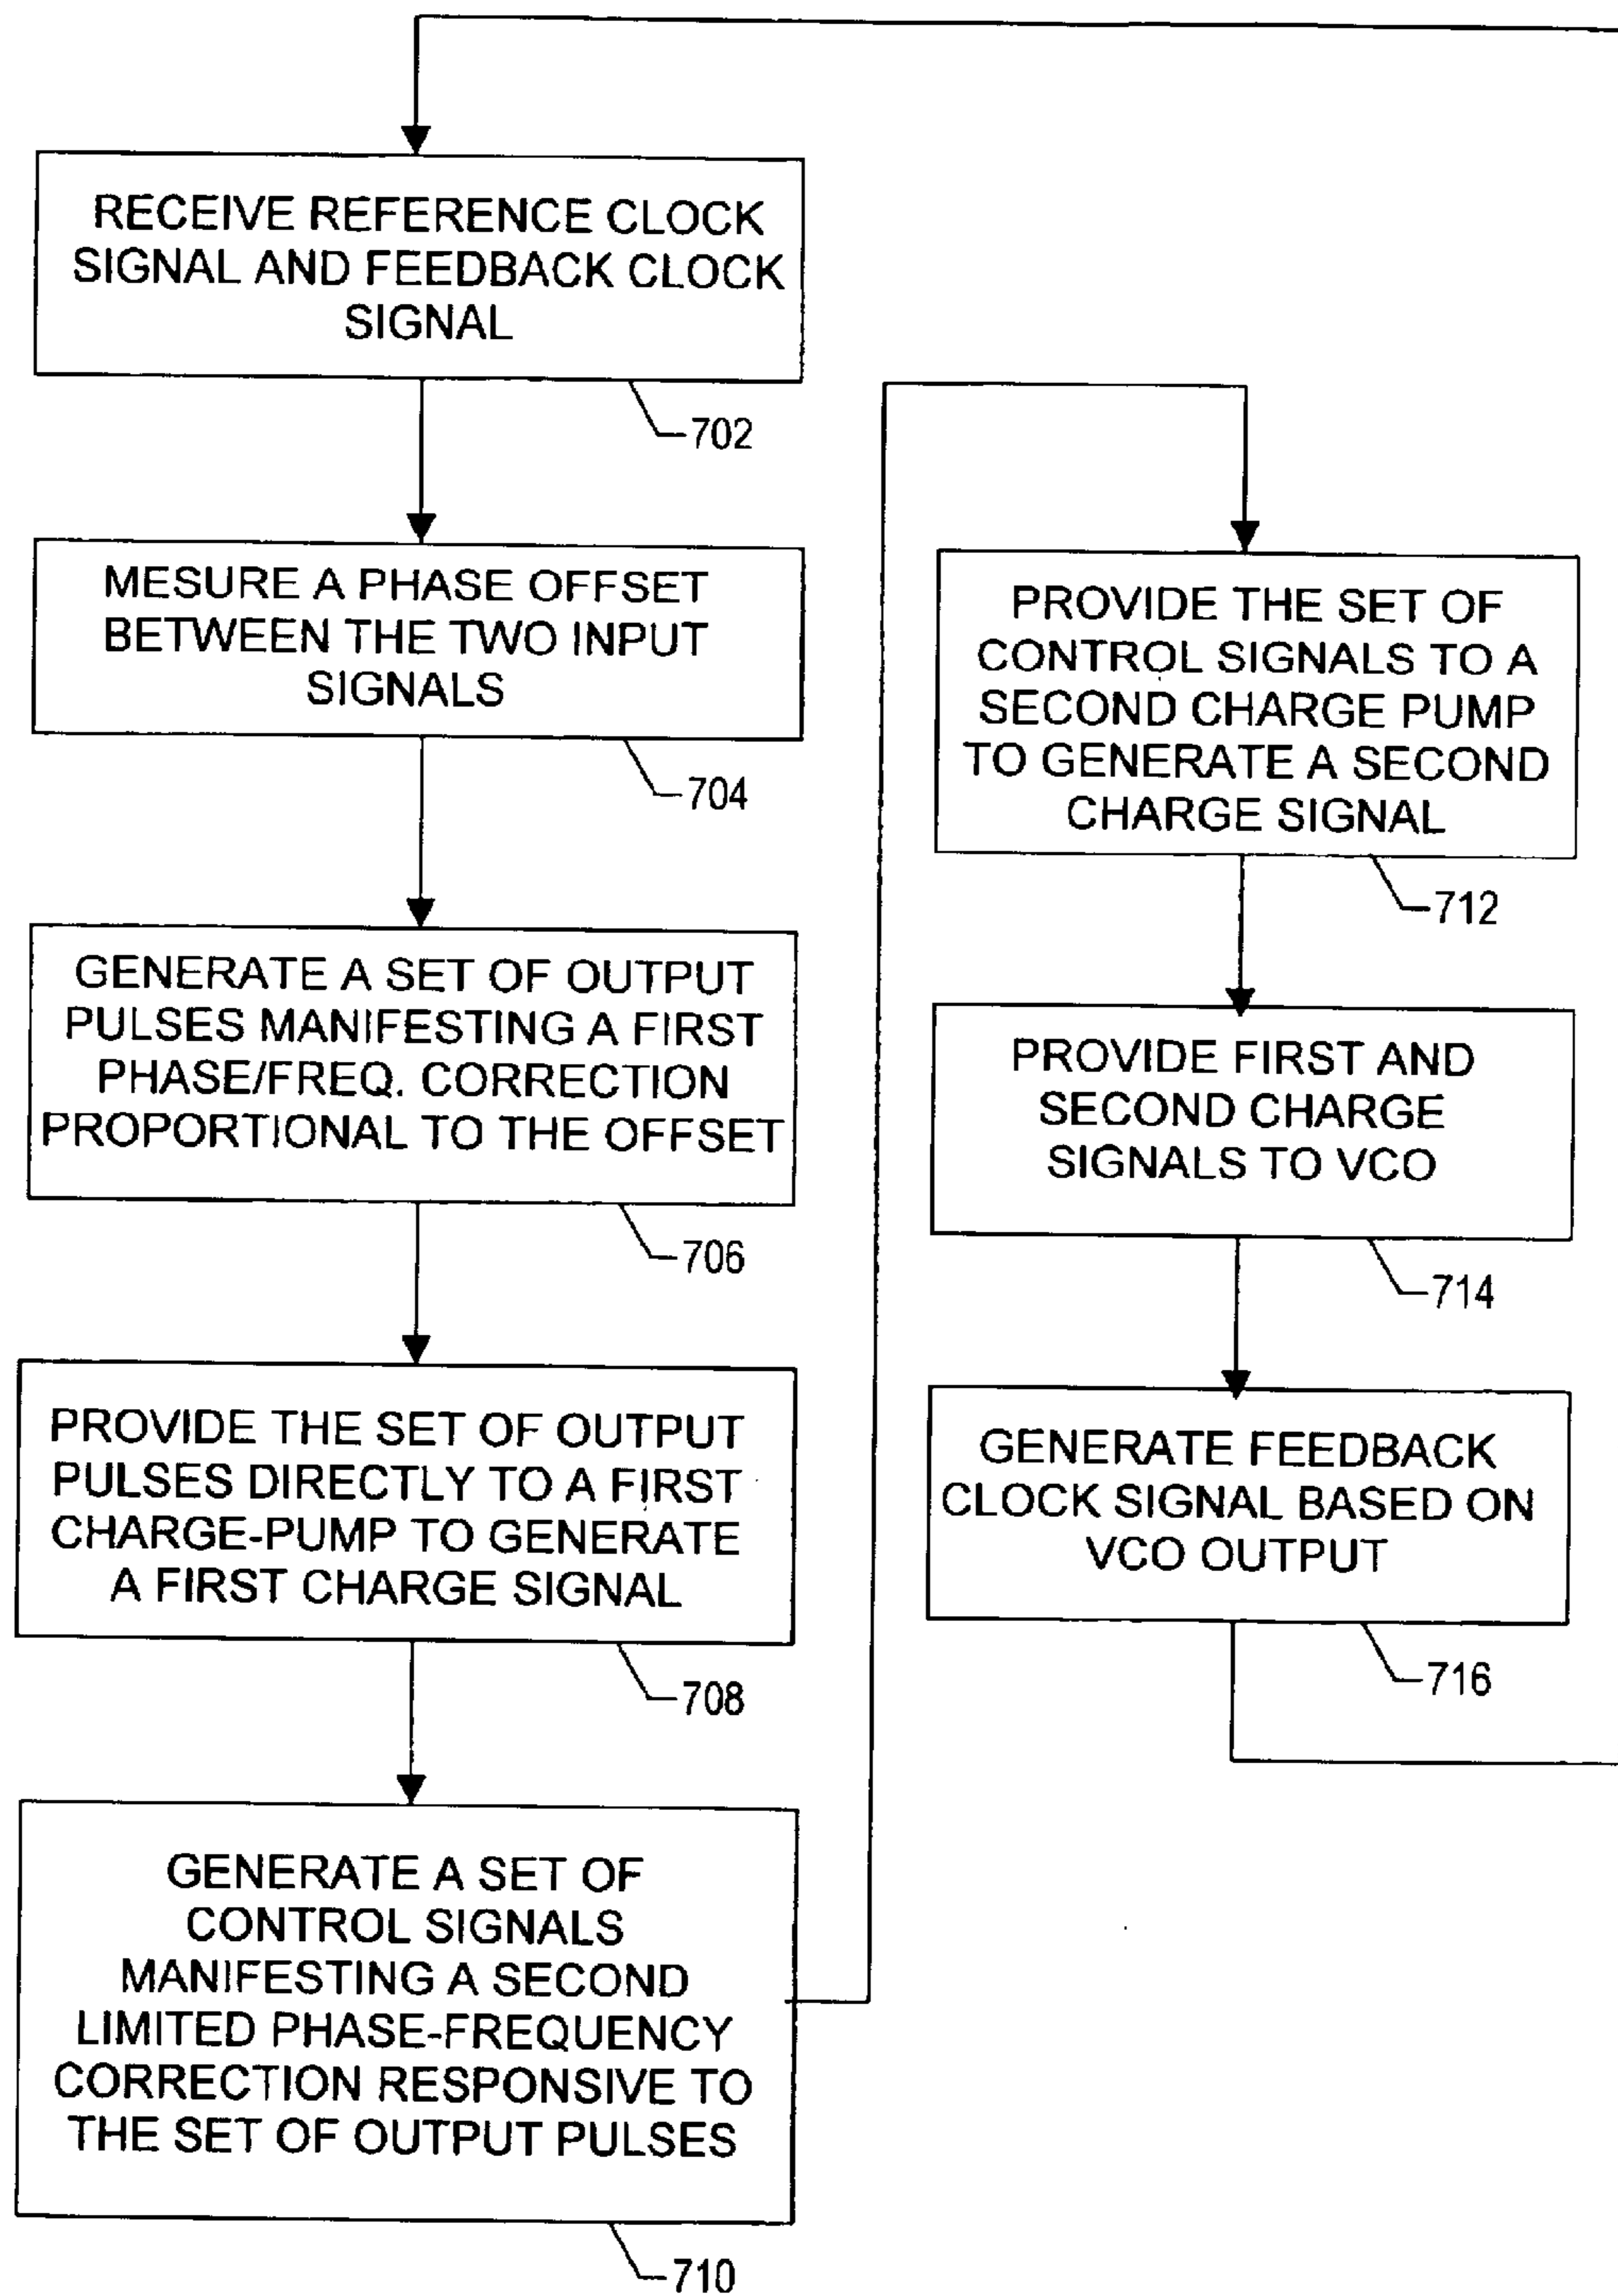 RECEIVE REFERENCE CLOCK
SIGNAL AND FEEDBACK CLOCK
SIGNAL
702
MESURE A PHASE OFFSET
BETWEEN THE TWO INPUT
SIGNALS
704
GENERATE A SET OF OUTPUT
PULSES MANIFESTING A FIRST
PHASE/FREQ. CORRECTION
PROPORTIONAL TO THE OFFSET
706
PROVIDE THE SET OF OUTPUT
PULSES DIRECTLY TO A FIRST
CHARGE-PUMP TO GENERATE
A FIRST CHARGE SIGNAL
708
GENERATE A SET OF
CONTROL SIGNALS
MANIFESTING A SECOND
LIMITED PHASE-FREQUENCY
CORRECTION RESPONSIVE TO
THE SET OF OUTPUT PULSES
710
PROVIDE THE SET OF
CONTROL SIGNALS TO A
SECOND CHARGE PUMP
TO GENERATE A SECOND
CHARGE SIGNAL
712
PROVIDE FIRST AND
SECOND CHARGE
SIGNALS TO VCO
714
GENERATE FEEDBACK
CLOCK SIGNAL BASED ON
VCO OUTPUT
716